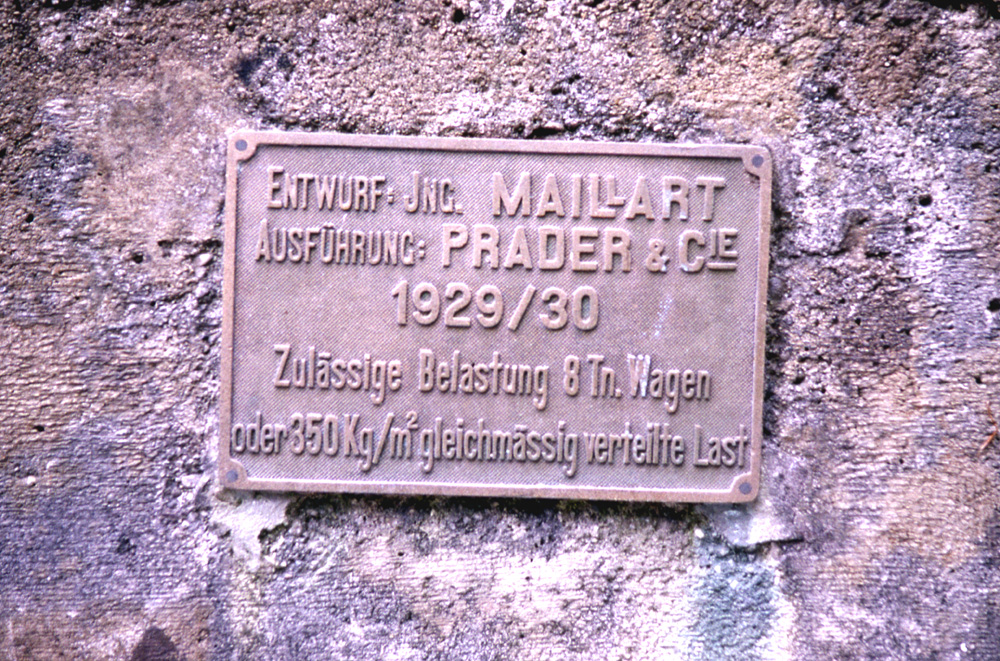 ENTWURF: JNG. MAILLART
AUSFÜHRUNG: PRADER & CIE
1929/30
Zulässige Belastung 8 Tn. Wagen
oder 350 Kg/m² gleichmässig verteilte Last